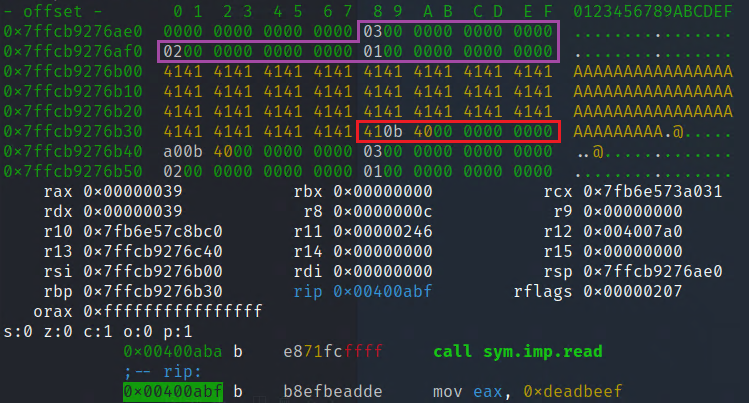 - offset -   0 1  2 3  4 5  6 7  8 9  A B  C D  E F  0123456789ABCDEF
0x7ffcb9276ae0  0000 0000 0000 0000 0300 0000 0000 0000  ................
0x7ffcb9276af0  0200 0000 0000 0000 0100 0000 0000 0000  ................
0x7ffcb9276b00  4141 4141 4141 4141 4141 4141 4141 4141  AAAAAAAAAAAAAAAA
0x7ffcb9276b10  4141 4141 4141 4141 4141 4141 4141 4141  AAAAAAAAAAAAAAAA
0x7ffcb9276b20  4141 4141 4141 4141 4141 4141 4141 4141  AAAAAAAAAAAAAAAA
0x7ffcb9276b30  4141 4141 4141 4141 410b 4000 0000 0000  AAAAAAAAA.@.....
0x7ffcb9276b40  a00b 4000 0000 0000 0300 0000 0000 0000  ..@.............
0x7ffcb9276b50  0200 0000 0000 0000 0100 0000 0000 0000  ................
rax 0x00000039 rbx 0x00000000 rcx 0x7fb6e573a031
rdx 0x00000039 r8 0x0000000c r9 0x00000000
r10 0x7fb6e57c8bc0 r11 0x00000246 r12 0x004007a0
r13 0x7ffcb9276c40 r14 0x00000000 r15 0x00000000
rsi 0x7ffcb9276b00 rdi 0x00000000 rsp 0x7ffcb9276ae0
rbp 0x7ffcb9276b30 rip 0x00400abf rflags 0x00000207
orax 0xffffffffffffffff
s:0 z:0 c:1 o:0 p:1
0x00400aba b e871fcffff call sym.imp.read
;-- rip:
0x00400abf b b8efbeadde mov eax, 0xdeadbeef